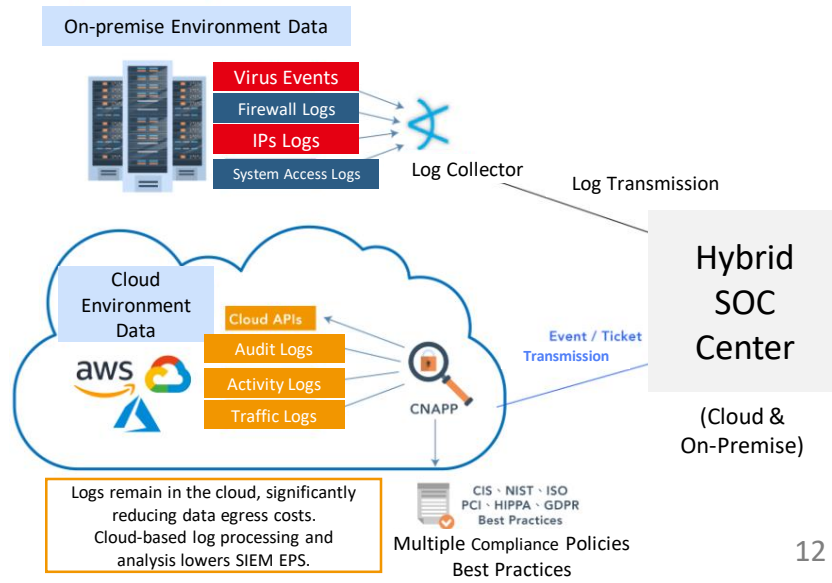 On-premise Environment Data
Virus Events
Firewall Logs
IPs Logs
System Access Logs
Log Collector
Log Transmission
Hybrid
SOC
Center
(Cloud &
On-Premise)
Cloud
Environment
Data
aws
Cloud APIs
Audit Logs
Activity Logs
Traffic Logs
CNAPP
Event / Ticket
Transmission
Logs remain in the cloud, significantly
reducing data egress costs.
Cloud-based log processing and
analysis lowers SIEM EPS.
CIS、NIST、ISO
PCI、HIPPA、GDPR
Best Practices
Multiple Compliance Policies
Best Practices
12